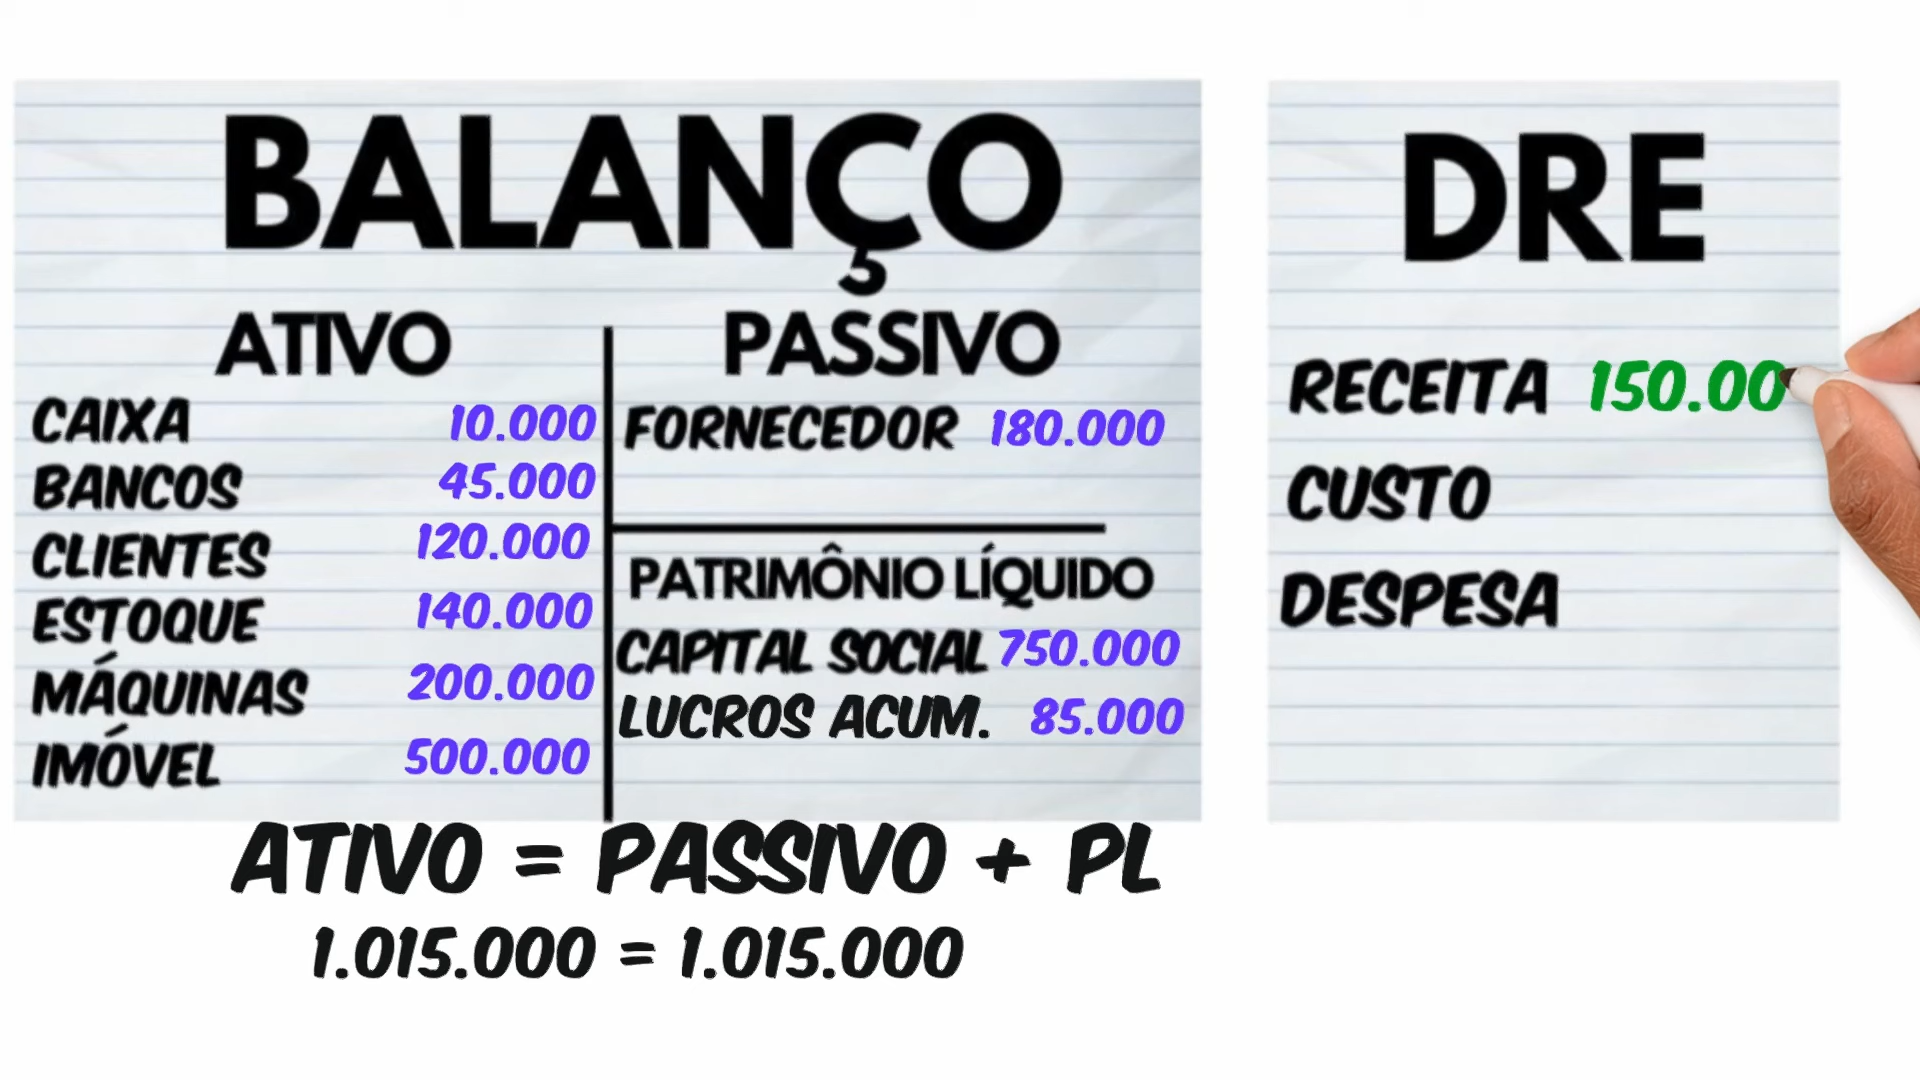 BALANÇO
ATIVO
CAIXA 10.000
BANCOS 45.000
CLIENTES 120.000
ESTOQUE 140.000
MÁQUINAS 200.000
IMÓVEL 500.000
PASSIVO
FORNECEDOR 180.000
PATRIMÔNIO LÍQUIDO
CAPITAL SOCIAL 750.000
LUCROS ACUM. 85.000
ATIVO = PASSIVO + PL
1.015.000 = 1.015.000
DRE
RECEITA 150.00
CUSTO
DESPESA